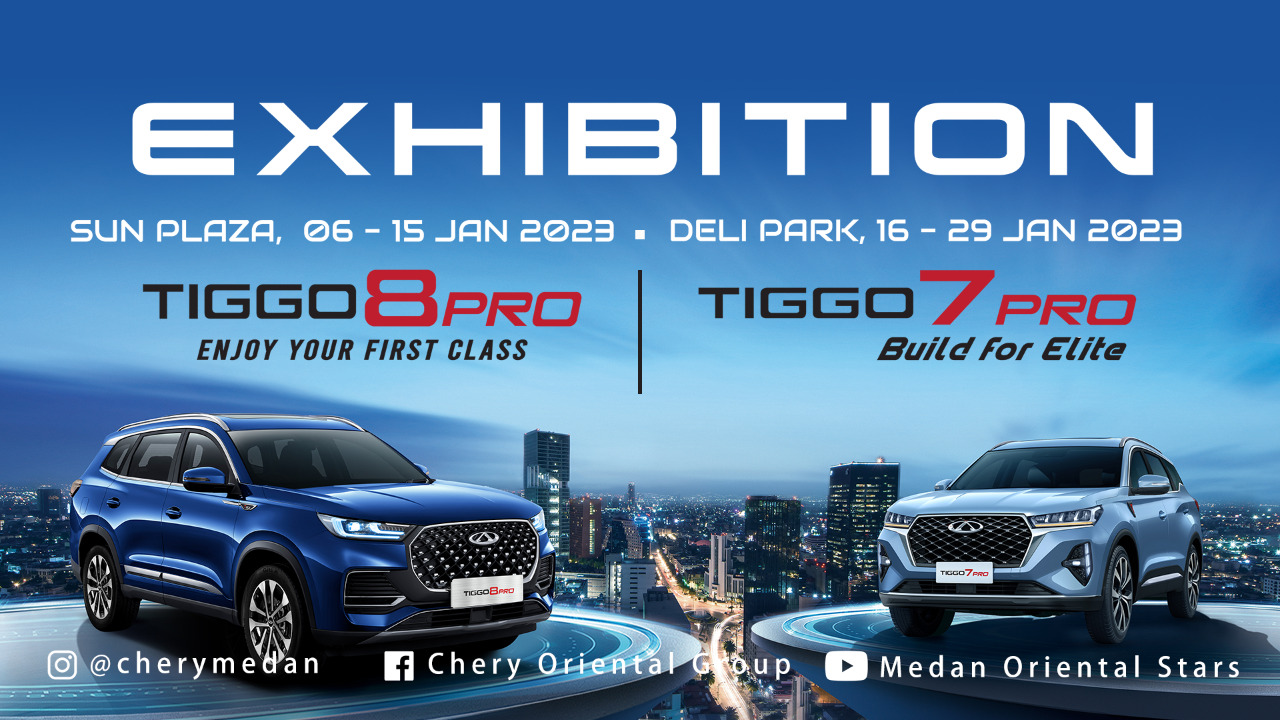 EXHIBITION
SUN PLAZA, 06 - 15 JAN 2023 ▪ DELI PARK, 16 - 29 JAN 2023
TIGGO8PRO
ENJOY YOUR FIRST CLASS
TIGGO7PRO
Build for Elite
TIGGO8PRO
TIGGO7PRO
@cherymedan
Chery Oriental Group
Medan Oriental Stars